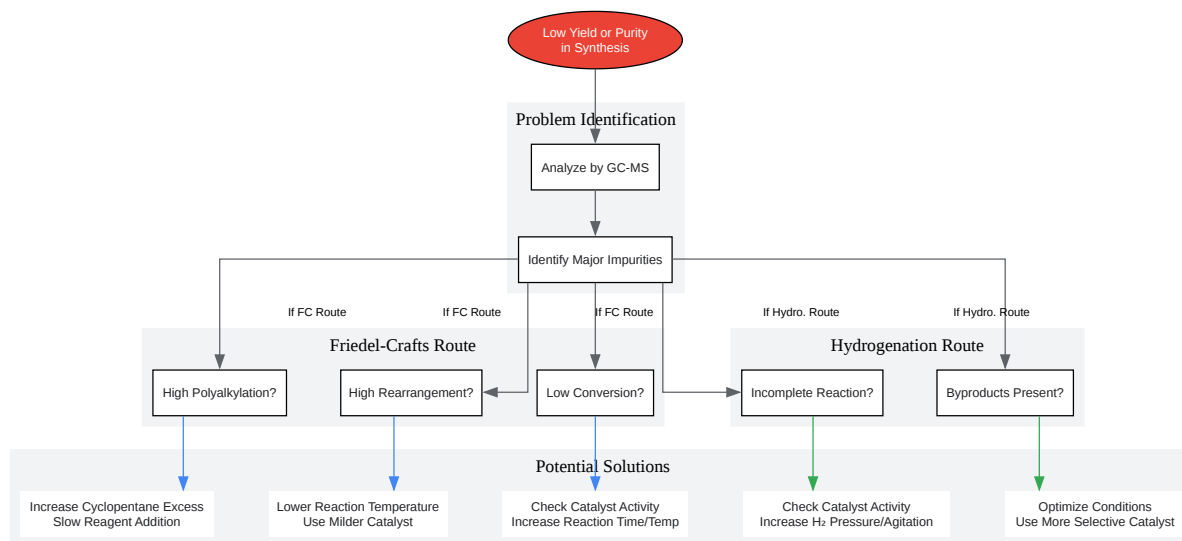 Low Yield or Purity
in Synthesis
Problem Identification
Analyze by GC-MS
Identify Major Impurities
If FC Route
If FC Route
If FC Route
If Hydro. Route
If Hydro. Route
Friedel-Crafts Route
Hydrogenation Route
High Polyalkylation?
High Rearrangement?
Low Conversion?
Incomplete Reaction?
Byproducts Present?
Potential Solutions
Increase Cyclopentane Excess
Slow Reagent Addition
Lower Reaction Temperature
Use Milder Catalyst
Check Catalyst Activity
Increase Reaction Time/Temp
Check Catalyst Activity
Increase H₂ Pressure/Agitation
Optimize Conditions
Use More Selective Catalyst